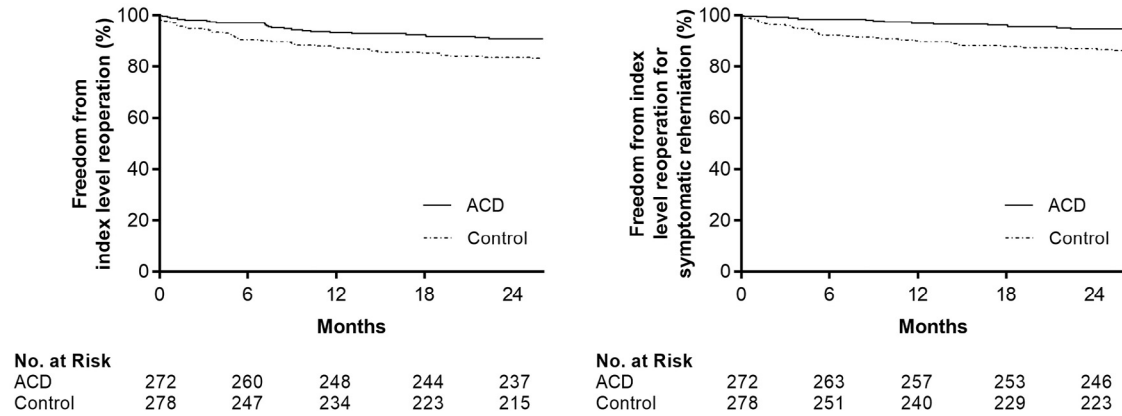 Freedom from
index level reoperation (%)
100
80
60
40
20
0
ACD
Control
0 6 12 18 24
Months
No. at Risk
ACD 272 260 248 244 237
Control 278 247 234 223 215
Freedom from index
level reoperation for
symptomatic reherniation (%)
100
80
60
40
20
0
ACD
Control
0 6 12 18 24
Months
No. at Risk
ACD 272 263 257 253 246
Control 278 251 240 229 223